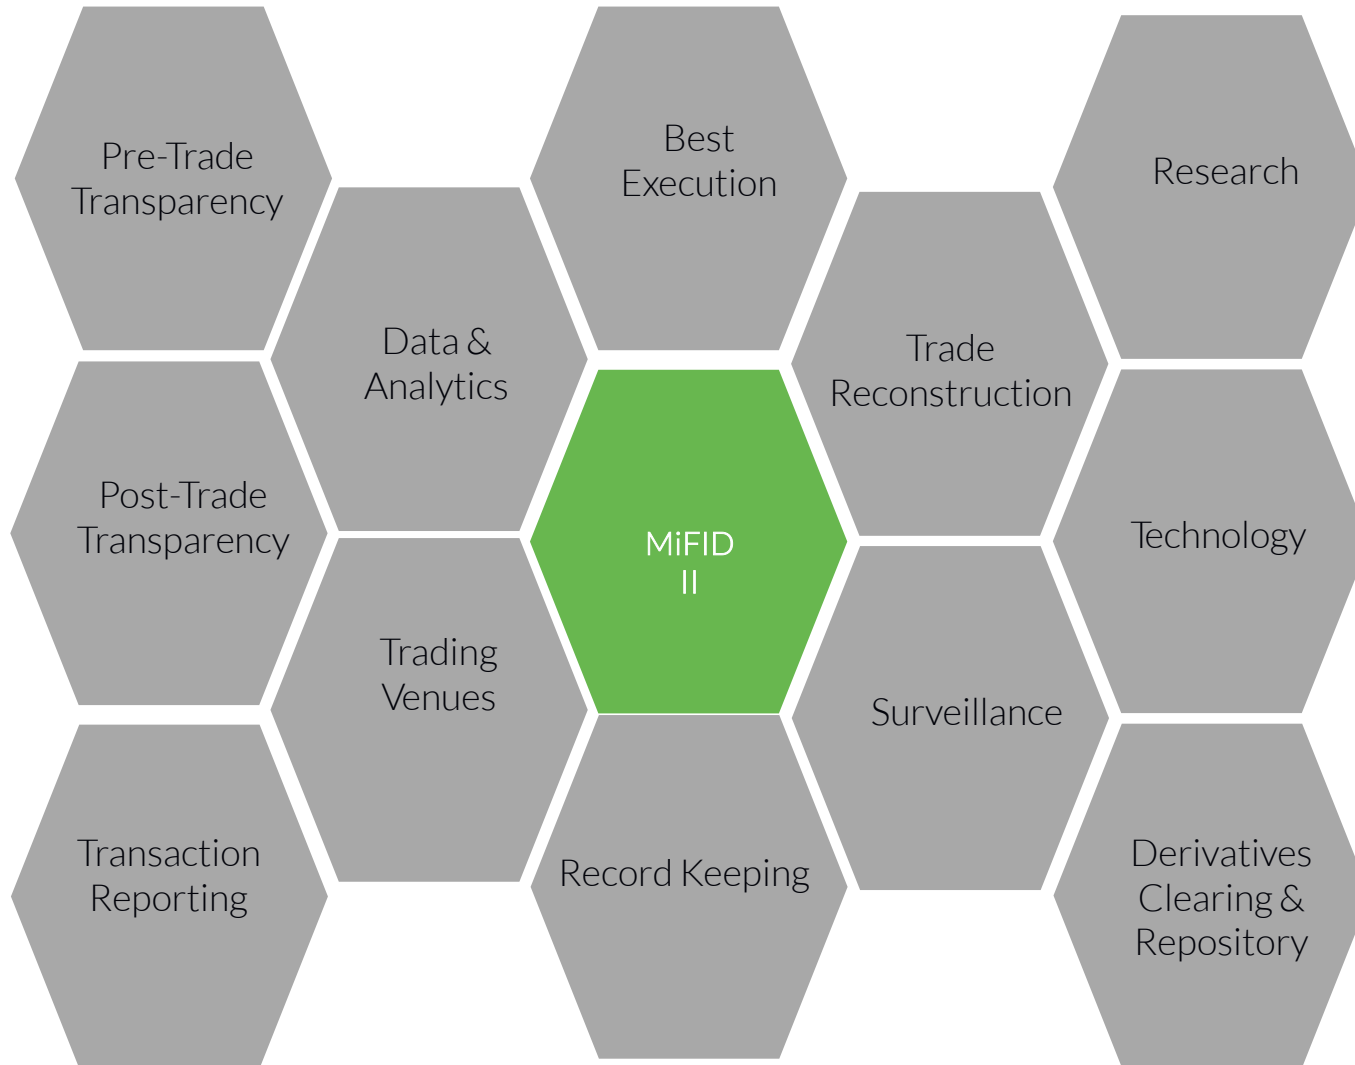 Pre-Trade
Transparency
Best
Execution
Research
Data &
Analytics
Trade
Reconstruction
Post-Trade
Transparency
MiFID
II
Technology
Trading
Venues
Surveillance
Transaction
Reporting
Record Keeping
Derivatives
Clearing &
Repository